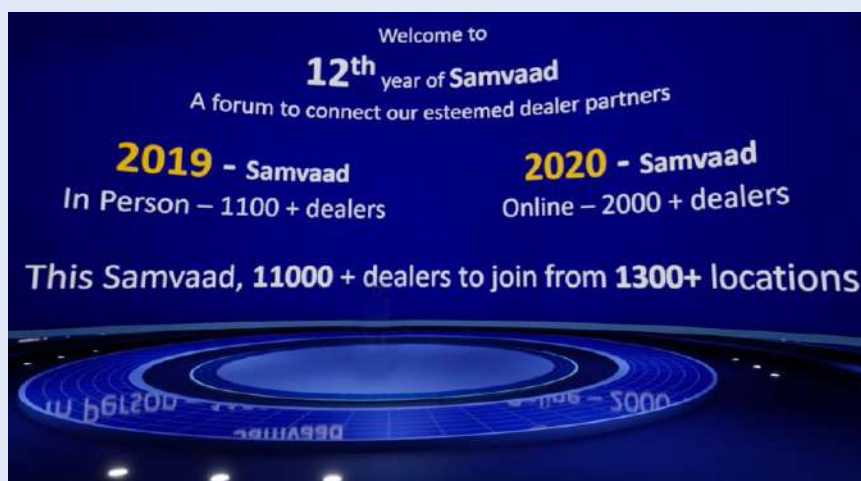 Welcome to
12th year of Samvaad
A forum to connect our esteemed dealer partners
2019 - Samvaad
In Person – 1100 + dealers
2020 - Samvaad
Online – 2000 + dealers
This Samvaad, 11000 + dealers to join from 1300+ locations